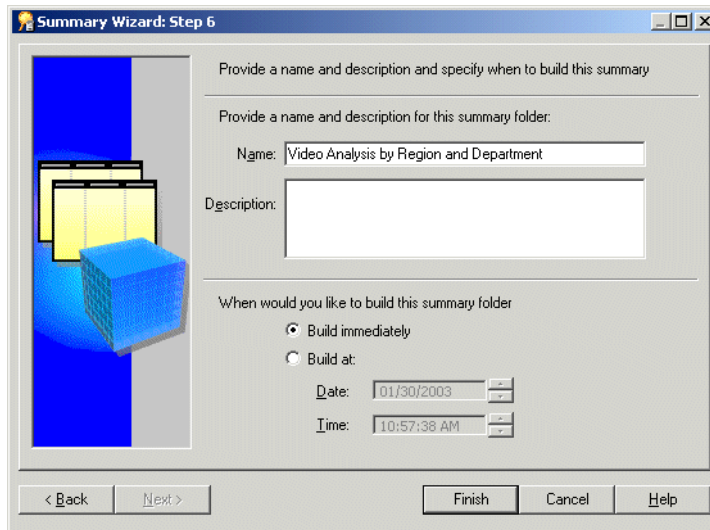 Summary Wizard: Step 6
Provide a name and description and specify when to build this summary
Provide a name and description for this summary folder:
Name: Video Analysis by Region and Department
Description:
When would you like to build this summary folder
Build immediately
Build at:
Date: 01/30/2003
Time: 10:57:38 AM
< Back Next > Finish Cancel Help